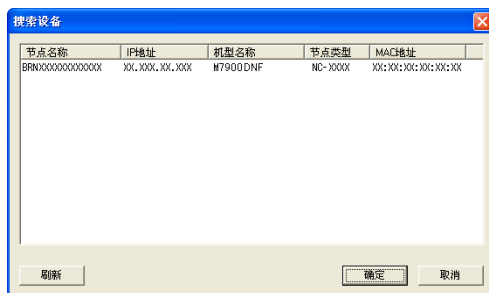 搜索设备
节点名称 IP地址 机型名称 节点类型 MAC地址
BRNXXXXXXXXXXXX XX.XXX.XX.XXX M7900DNF NC-XXXX XX:XX:XX:XX:XX:XX
刷新 确定 取消